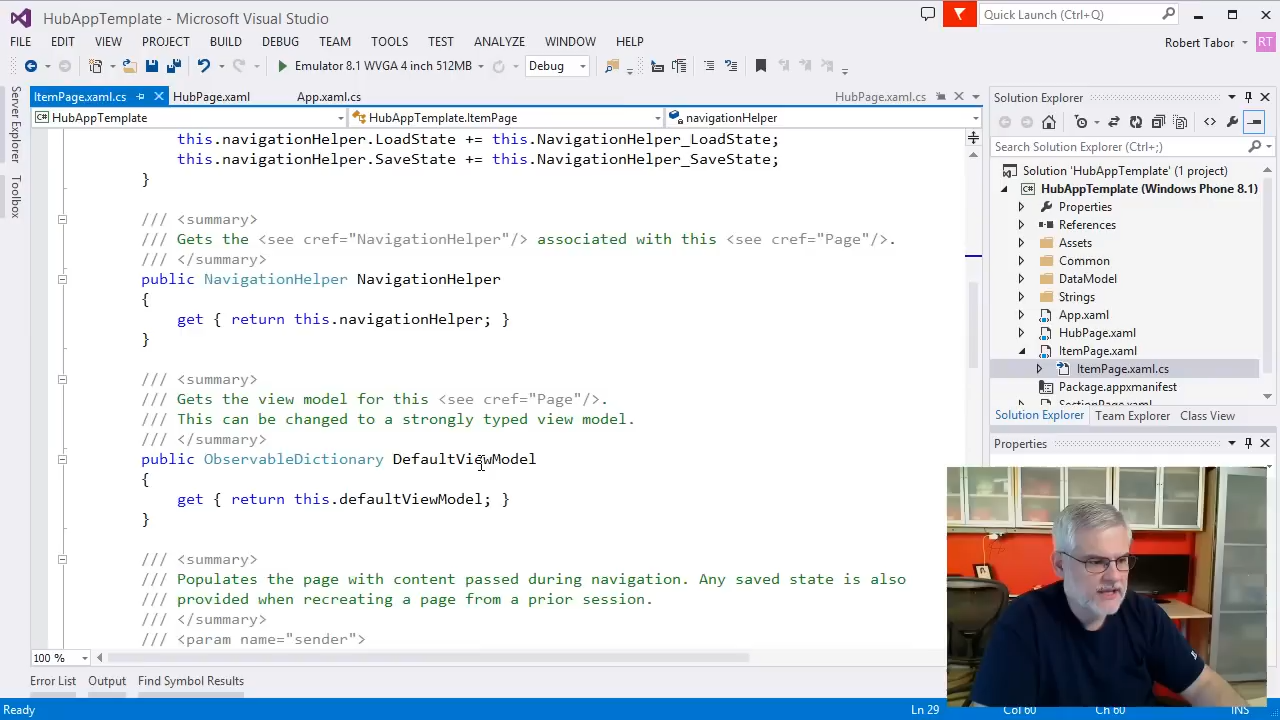 HubAppTemplate - Microsoft Visual Studio
Quick Launch (Ctrl+Q)
FILE EDIT VIEW PROJECT BUILD DEBUG TEAM TOOLS TEST ANALYZE WINDOW HELP
Robert Tabor RT
Emulator 8.1 WVGA 4 inch 512MB Debug
Server Explorer
Toolbox
ItemPage.xaml.cs HubPage.xaml App.xaml.cs HubPage.xaml.cs
HubAppTemplate HubAppTemplate.ItemPage navigationHelper
this.navigationHelper.LoadState += this.NavigationHelper_LoadState;
this.navigationHelper.SaveState += this.NavigationHelper_SaveState;
}
/// <summary>
/// Gets the <see cref="NavigationHelper"/> associated with this <see cref="Page"/>.
/// </summary>
public NavigationHelper NavigationHelper
{
get { return this.navigationHelper; }
}
/// <summary>
/// Gets the view model for this <see cref="Page"/>.
/// This can be changed to a strongly typed view model.
/// </summary>
public ObservableDictionary DefaultViewModel
{
get { return this.defaultViewModel; }
}
/// <summary>
/// Populates the page with content passed during navigation. Any saved state is also
/// provided when recreating a page from a prior session.
/// </summary>
/// <param name="sender">
100 %
Error List Output Find Symbol Results
Ready Ln 29 Col 60 Ch 60 INS
Solution Explorer
Search Solution Explorer (Ctrl+;)
Solution 'HubAppTemplate' (1 project)
HubAppTemplate (Windows Phone 8.1)
Properties
References
Assets
Common
DataModel
Strings
App.xaml
HubPage.xaml
ItemPage.xaml
ItemPage.xaml.cs
Package.appxmanifest
SectionPage.xaml
Solution Explorer Team Explorer Class View
Properties